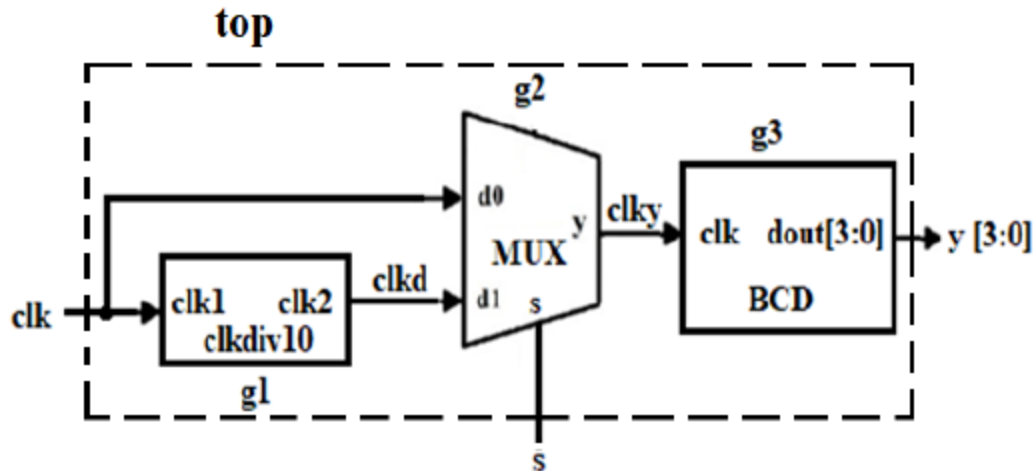 top
g2
g3
d0
y
clky
clk dout[3:0]
y [3:0]
MUX
clkd
clk
clk1 clk2
d1
s
BCD
clkdiv10
g1
s